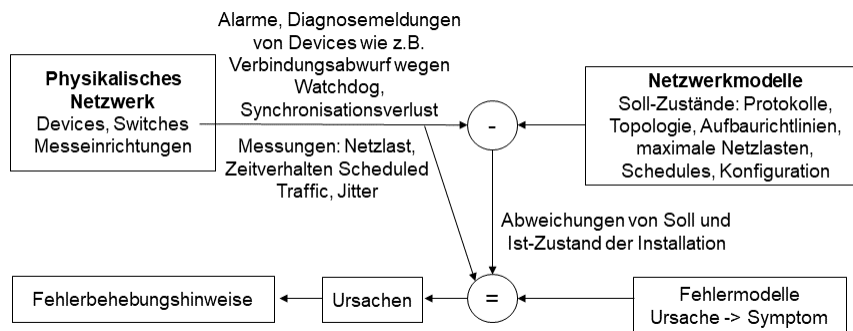 Alarme, Diagnosemeldungen
von Devices wie z.B.
Verbindungsabwurf wegen
Watchdog,
Synchronisationsverlust
Physikalisches
Netzwerk
Devices, Switches
Messeinrichtungen
-
Netzwerkmodelle
Soll-Zustände: Protokolle,
Topologie, Aufbaurichtlinien,
maximale Netzlasten,
Schedules, Konfiguration
Messungen: Netzlast,
Zeitverhalten Scheduled
Traffic, Jitter
Abweichungen von Soll und
Ist-Zustand der Installation
Fehlerbehebungshinweise
Ursachen
=
Fehlermodelle
Ursache -> Symptom